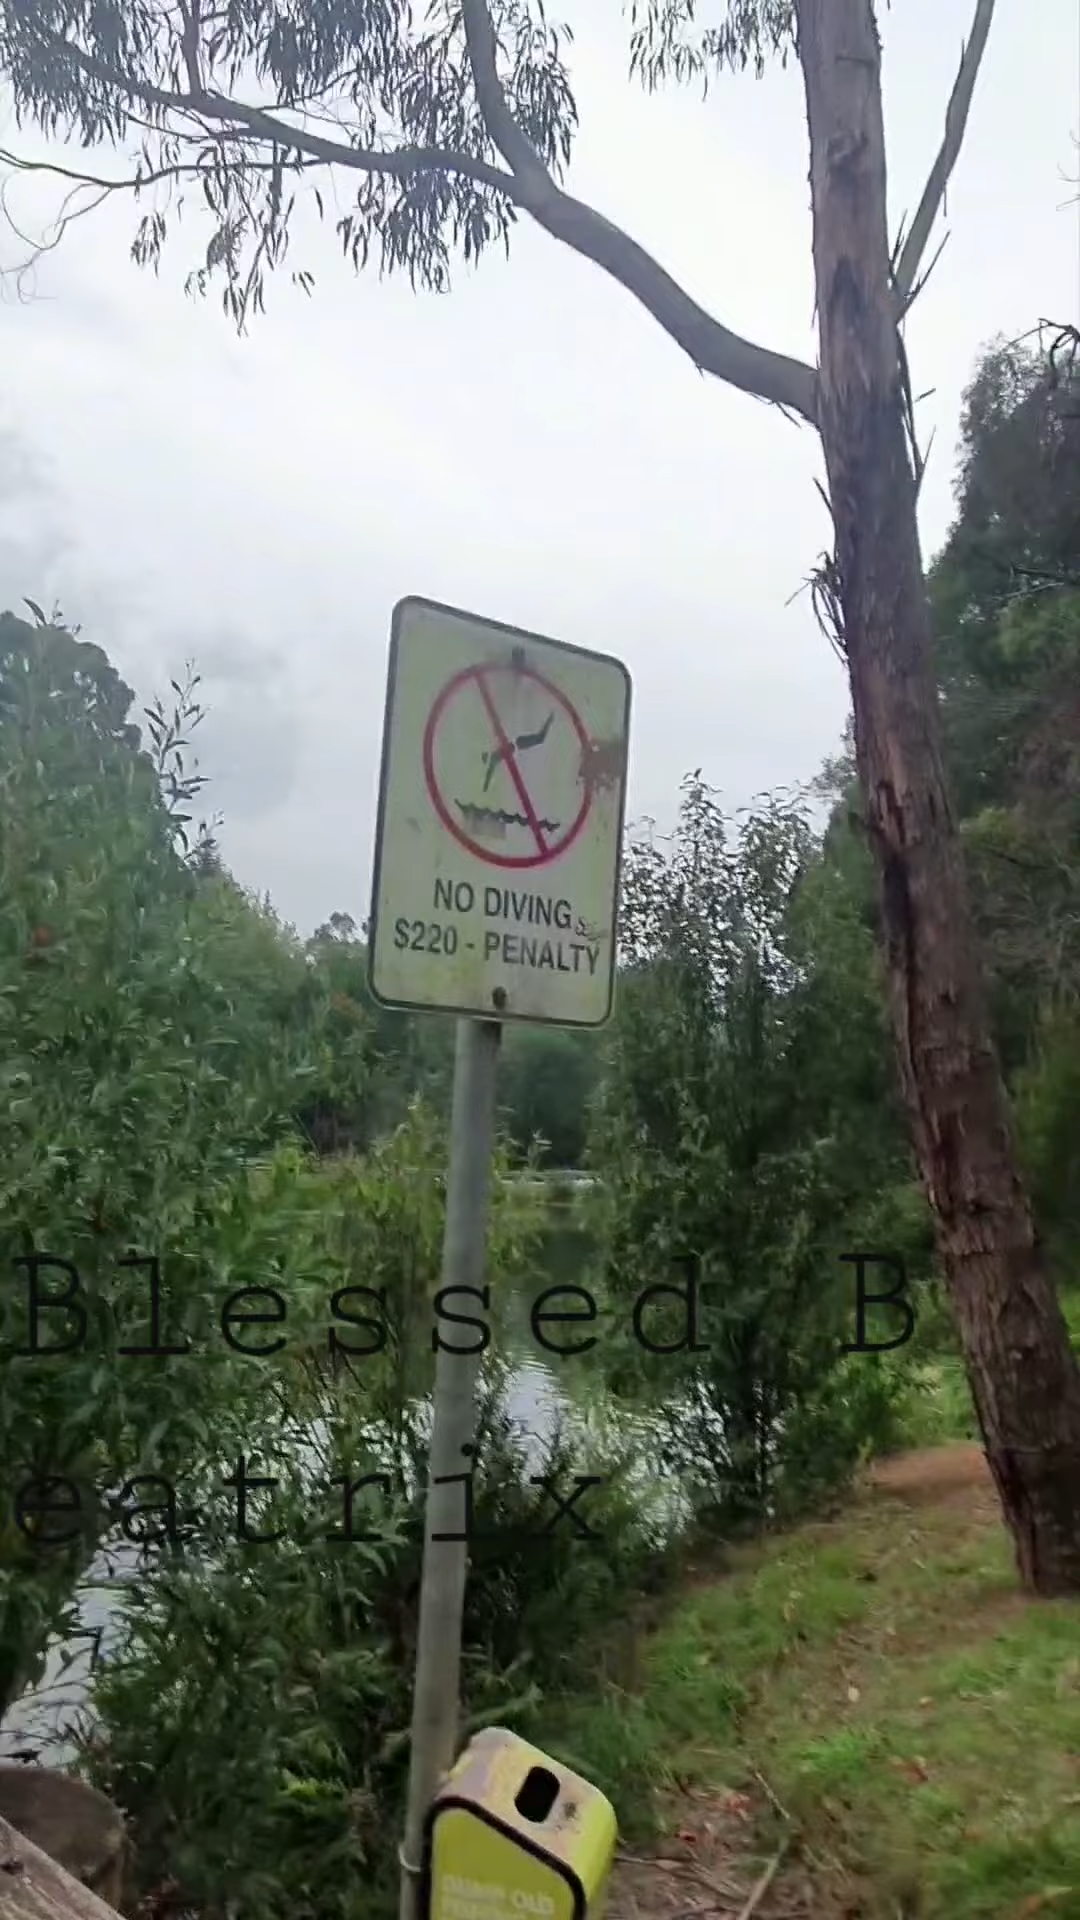 NO DIVING
$220 - PENALTY
Blessed B
eatrix